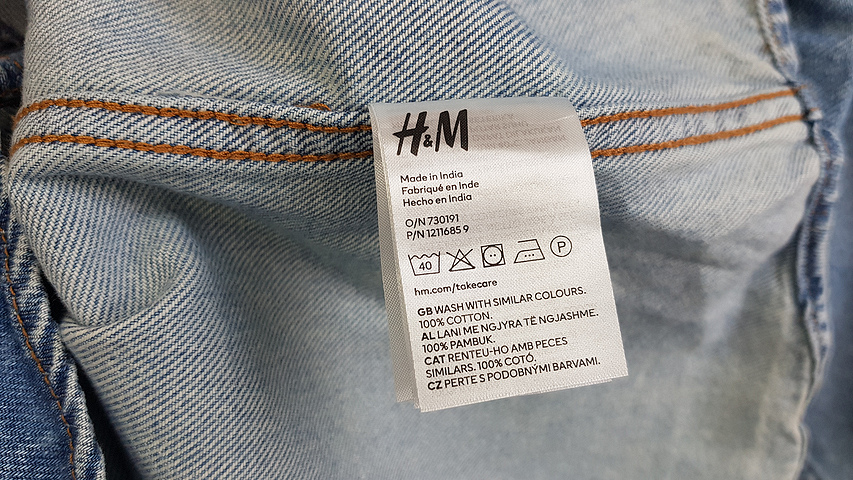 H&M
Made in India
Fabriqué en Inde
Hecho en India
O/N 730191
P/N 1211685 9
40
P
hm.com/takecare
GB WASH WITH SIMILAR COLOURS.
100% COTTON.
AL LANI ME NGJYRA TË NGJASHME.
100% PAMBUK.
CAT RENTEU-HO AMB PECES
SIMILARS. 100% COTÓ.
CZ PERTE S PODOBNÝMI BARVAMI.